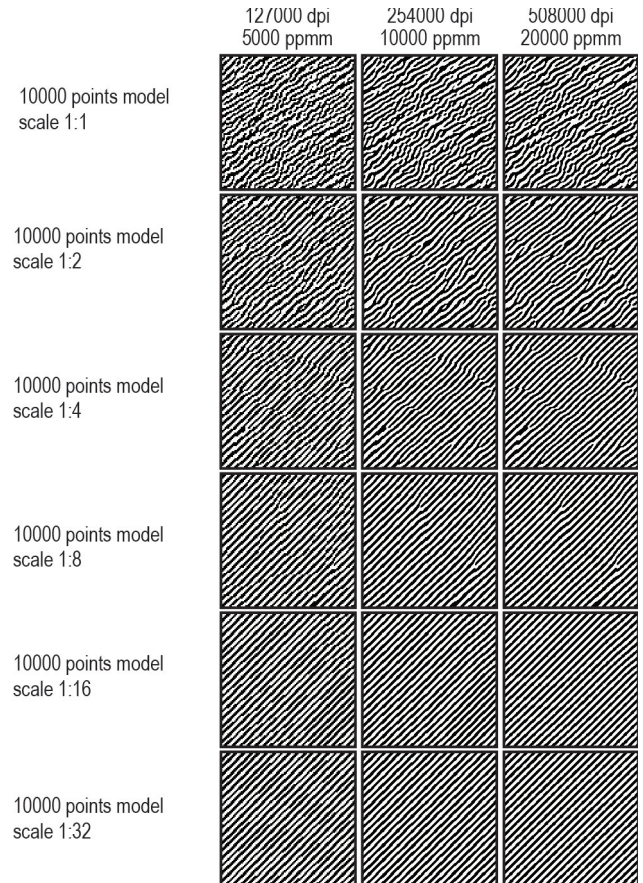 127000 dpi 254000 dpi 508000 dpi
5000 ppmm 10000 ppmm 20000 ppmm
10000 points model
scale 1:1
10000 points model
scale 1:2
10000 points model
scale 1:4
10000 points model
scale 1:8
10000 points model
scale 1:16
10000 points model
scale 1:32